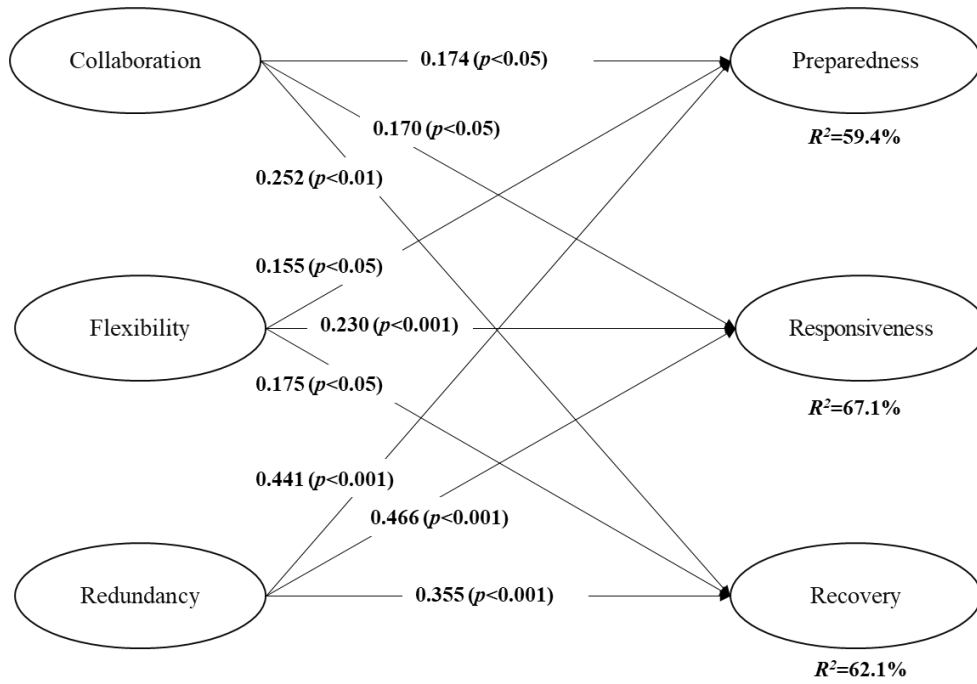 Collaboration
0.174 (p<0.05)
Preparedness
0.170 (p<0.05)
R²=59.4%
0.252 (p<0.01)
0.155 (p<0.05)
Flexibility
0.230 (p<0.001)
Responsiveness
0.175 (p<0.05)
R²=67.1%
0.441 (p<0.001)
0.466 (p<0.001)
Redundancy
0.355 (p<0.001)
Recovery
R²=62.1%